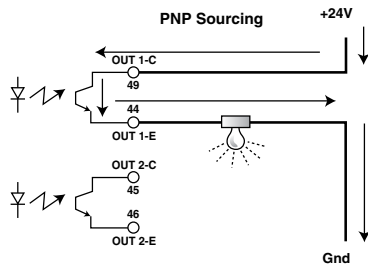 PNP Sourcing
+24V
OUT 1-C
49
44
OUT 1-E
OUT 2-C
45
46
OUT 2-E
Gnd